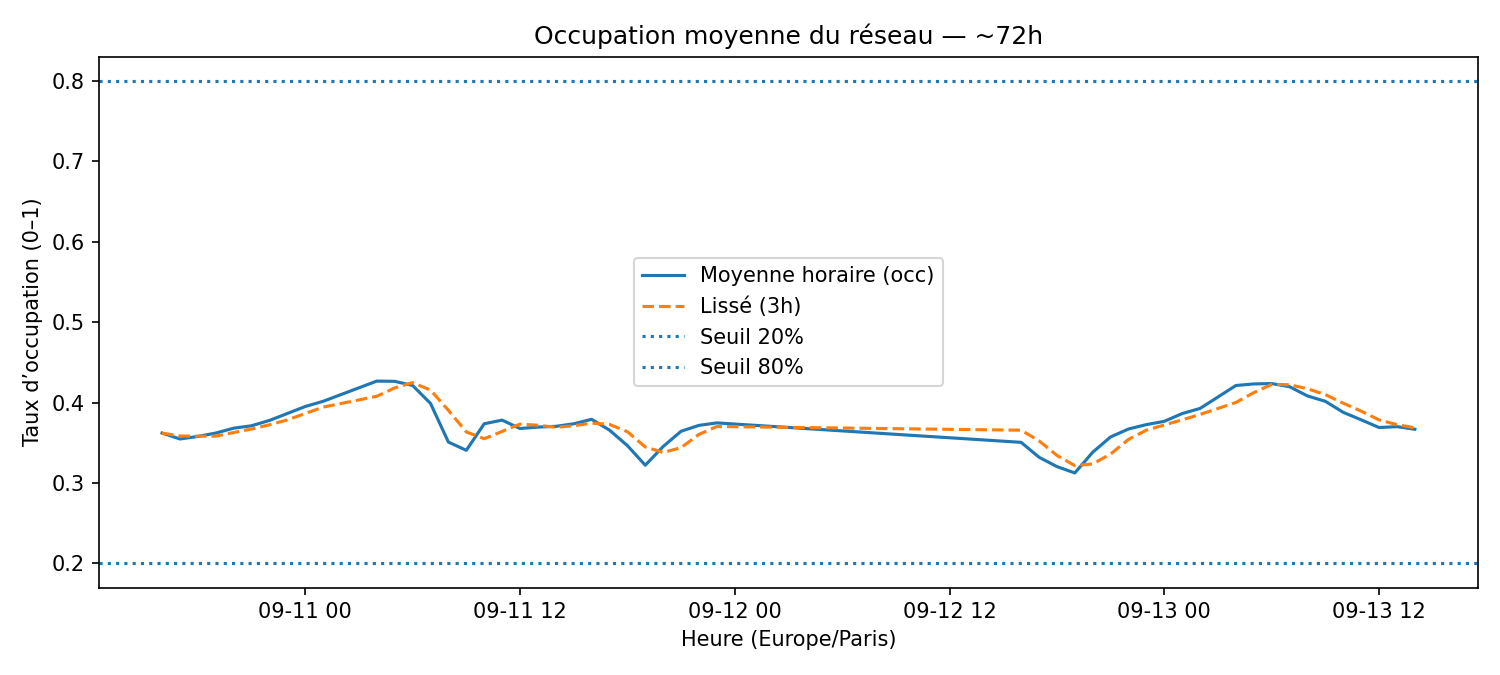 Occupation moyenne du réseau — ~72h
Taux d’occupation (0–1)
0.8
0.7
0.6
0.5
0.4
0.3
0.2
Moyenne horaire (occ)
Lissé (3h)
Seuil 20%
Seuil 80%
09-11 00
09-11 12
09-12 00
09-12 12
09-13 00
09-13 12
Heure (Europe/Paris)